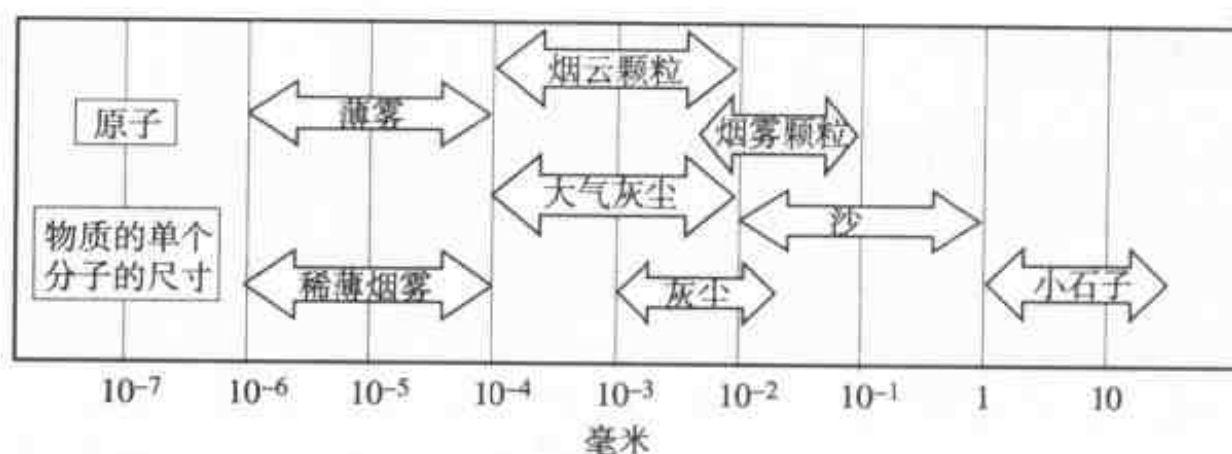 烟云颗粒
原子
薄雾
烟雾颗粒
大气灰尘
沙
物质的单个
分子的尺寸
稀薄烟雾
灰尘
小石子
10⁻⁷ 10⁻⁶ 10⁻⁵ 10⁻⁴ 10⁻³ 10⁻² 10⁻¹ 1 10
毫米